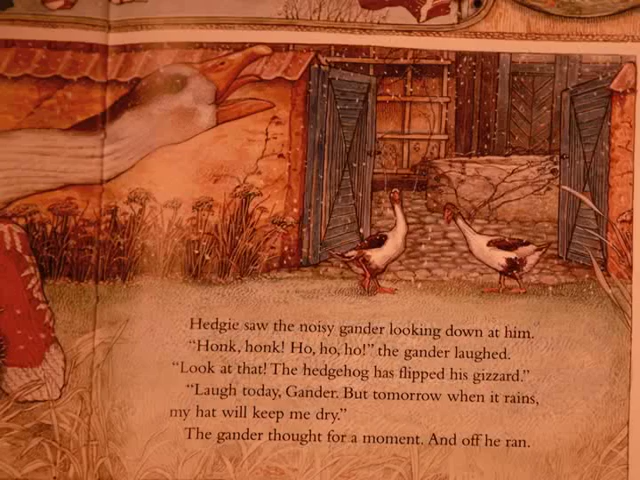 Hedgie saw the noisy gander looking down at him.
"Honk, honk! Ho, ho, ho!" the gander laughed.
"Look at that! The hedgehog has flipped his gizzard."
"Laugh today, Gander. But tomorrow when it rains,
my hat will keep me dry."
The gander thought for a moment. And off he ran.